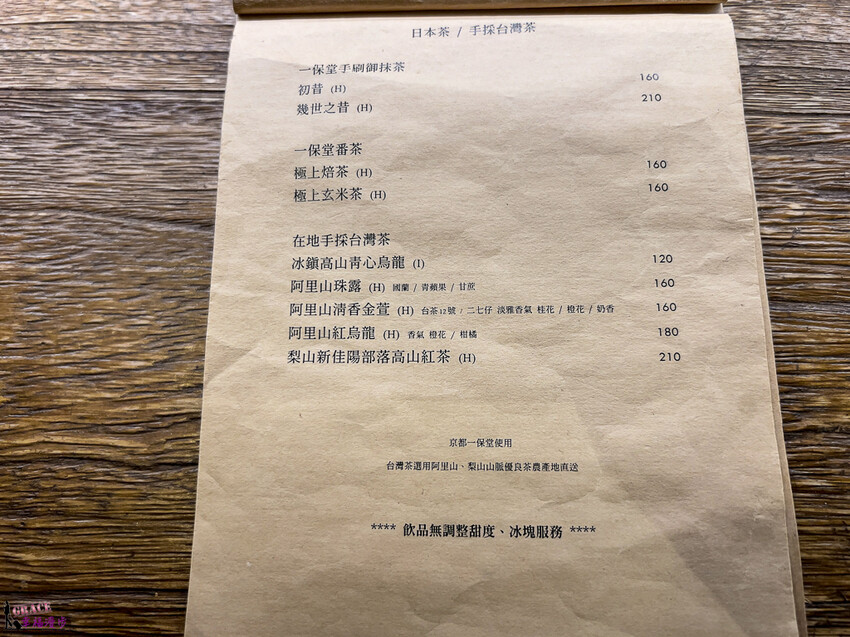 日本茶 / 手採台灣茶
一保堂手刷御抹茶
初昔 (H) 160
幾世之昔 (H) 210
一保堂番茶
極上焙茶 (H) 160
極上玄米茶 (H) 160
在地手採台灣茶
冰鎮高山青心烏龍 (I) 120
阿里山珠露 (H) 國蘭 / 青蘋果 / 甘蔗 160
阿里山清香金萱 (H) 台茶12號 / 二七仔 淡雅香氣 桂花 / 橙花 / 奶香 160
阿里山紅烏龍 (H) 香氣 橙花 / 柑橘 180
梨山新佳陽部落高山紅茶 (H) 210
京都一保堂使用
台灣茶選用阿里山、梨山山脈優良茶農產地直送
**** 飲品無調整甜度、冰塊服務 ****
GRACE